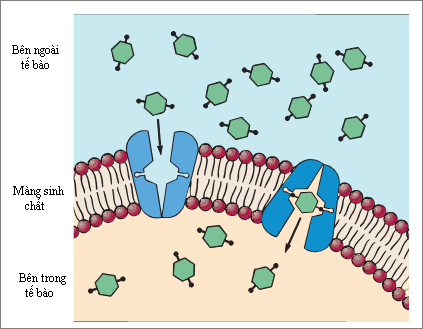 Bên ngoài
tế bào
Màng sinh
chất
Bên trong
tế bào